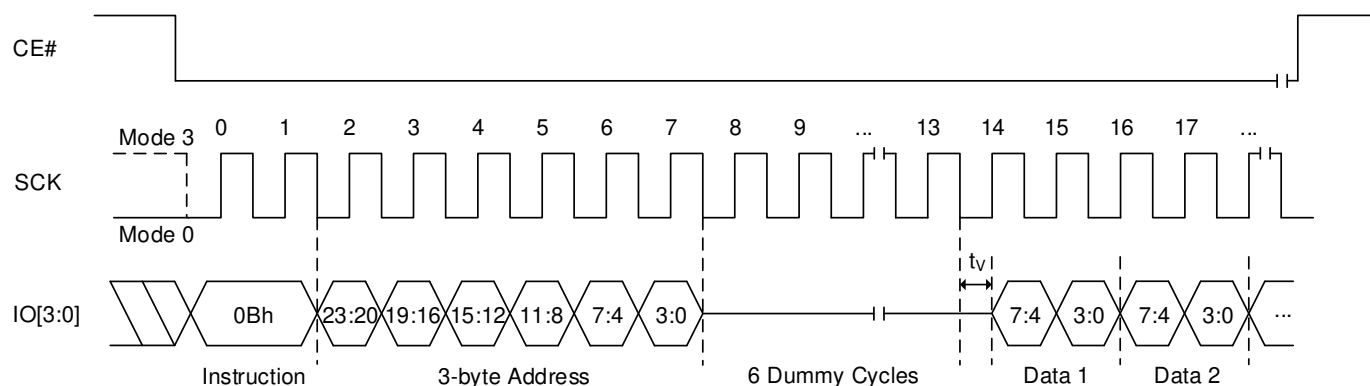 CE#
0 1 2 3 4 5 6 7 8 9 ... 13 14 15 16 17 ...
Mode 3
SCK
Mode 0
tV
IO[3:0] 0Bh 23:20 19:16 15:12 11:8 7:4 3:0 7:4 3:0 7:4 3:0 ...
Instruction 3-byte Address 6 Dummy Cycles Data 1 Data 2